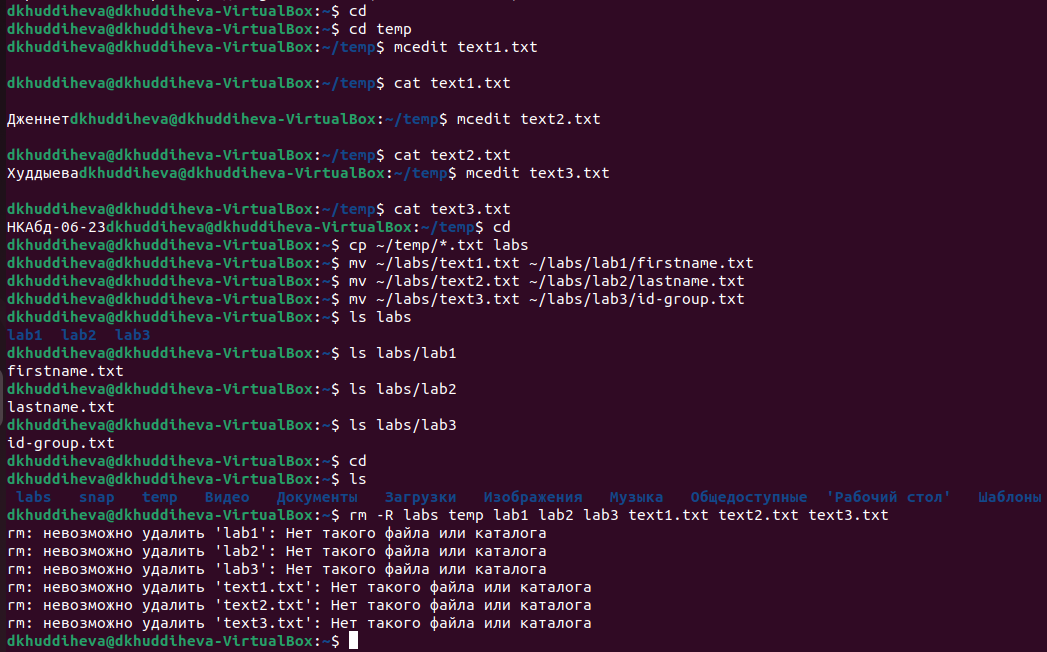 dkhuddiheva@dkhuddiheva-VirtualBox:~$ cd
dkhuddiheva@dkhuddiheva-VirtualBox:~$ cd temp
dkhuddiheva@dkhuddiheva-VirtualBox:~/temp$ mcedit text1.txt
dkhuddiheva@dkhuddiheva-VirtualBox:~/temp$ cat text1.txt
Дженнетdkhuddiheva@dkhuddiheva-VirtualBox:~/temp$ mcedit text2.txt
dkhuddiheva@dkhuddiheva-VirtualBox:~/temp$ cat text2.txt
Худдыеваdkhuddiheva@dkhuddiheva-VirtualBox:~/temp$ mcedit text3.txt
dkhuddiheva@dkhuddiheva-VirtualBox:~/temp$ cat text3.txt
НКАбд-06-23dkhuddiheva@dkhuddiheva-VirtualBox:~/temp$ cd
dkhuddiheva@dkhuddiheva-VirtualBox:~$ cp ~/temp/*.txt labs
dkhuddiheva@dkhuddiheva-VirtualBox:~$ mv ~/labs/text1.txt ~/labs/lab1/firstname.txt
dkhuddiheva@dkhuddiheva-VirtualBox:~$ mv ~/labs/text2.txt ~/labs/lab2/lastname.txt
dkhuddiheva@dkhuddiheva-VirtualBox:~$ mv ~/labs/text3.txt ~/labs/lab3/id-group.txt
dkhuddiheva@dkhuddiheva-VirtualBox:~$ ls labs
lab1 lab2 lab3
dkhuddiheva@dkhuddiheva-VirtualBox:~$ ls labs/lab1
firstname.txt
dkhuddiheva@dkhuddiheva-VirtualBox:~$ ls labs/lab2
lastname.txt
dkhuddiheva@dkhuddiheva-VirtualBox:~$ ls labs/lab3
id-group.txt
dkhuddiheva@dkhuddiheva-VirtualBox:~$ cd
dkhuddiheva@dkhuddiheva-VirtualBox:~$ ls
labs snap temp Видео Документы Загрузки Изображения Музыка Общедоступные 'Рабочий стол' Шаблоны
dkhuddiheva@dkhuddiheva-VirtualBox:~$ rm -R labs temp lab1 lab2 lab3 text1.txt text2.txt text3.txt
rm: невозможно удалить 'lab1': Нет такого файла или каталога
rm: невозможно удалить 'lab2': Нет такого файла или каталога
rm: невозможно удалить 'lab3': Нет такого файла или каталога
rm: невозможно удалить 'text1.txt': Нет такого файла или каталога
rm: невозможно удалить 'text2.txt': Нет такого файла или каталога
rm: невозможно удалить 'text3.txt': Нет такого файла или каталога
dkhuddiheva@dkhuddiheva-VirtualBox:~$